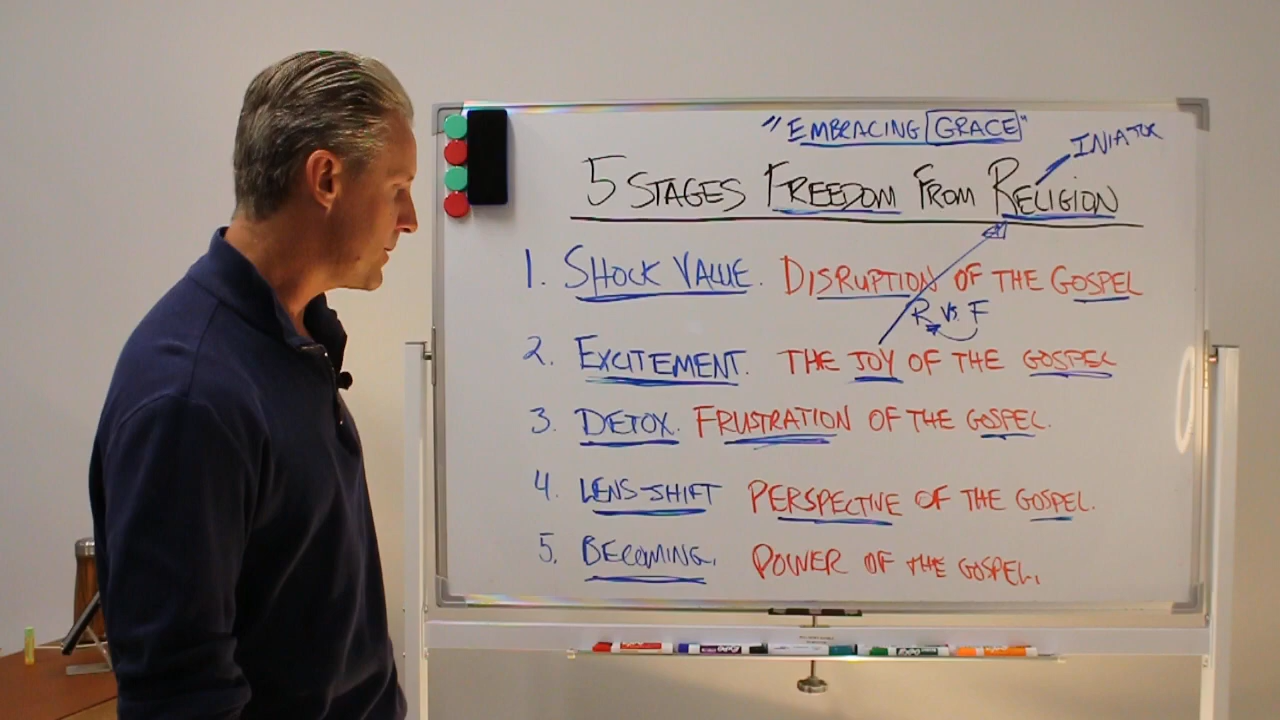 "EMBRACING GRACE"
INIATOR
5 STAGES FREEDOM FROM RELIGION
1. SHOCK VALUE. DISRUPTION OF THE GOSPEL
R VS. F
2. EXCITEMENT. THE JOY OF THE GOSPEL
3. DETOX. FRUSTRATION OF THE GOSPEL.
4. LENS-SHIFT PERSPECTIVE OF THE GOSPEL.
5. BECOMING. POWER OF THE GOSPEL.